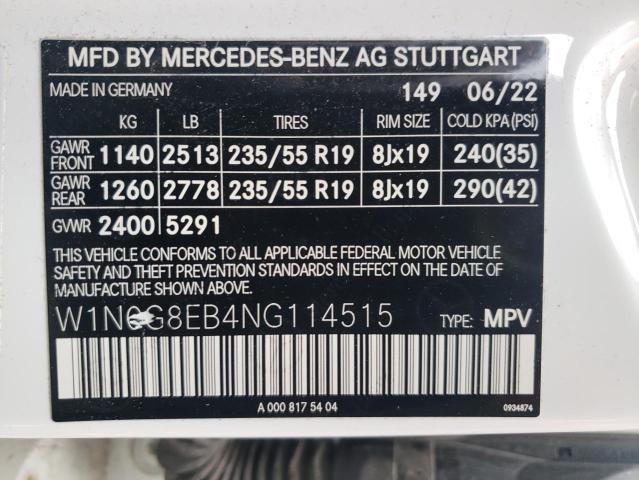 MFD BY MERCEDES-BENZ AG STUTTGART
MADE IN GERMANY 149 06/22
KG LB TIRES RIM SIZE COLD KPA(PSI)
GAWR FRONT 1140 2513 235/55 R19 8Jx19 240(35)
GAWR REAR 1260 2778 235/55 R19 8Jx19 290(42)
GVWR 2400 5291
THIS VEHICLE CONFORMS TO ALL APPLICABLE FEDERAL MOTOR VEHICLE
SAFETY AND THEFT PREVENTION STANDARDS IN EFFECT ON THE DATE OF
MANUFACTURE SHOWN ABOVE.
W1N0G8EB4NG114515 TYPE: MPV
A 000 817 54 04 0934874